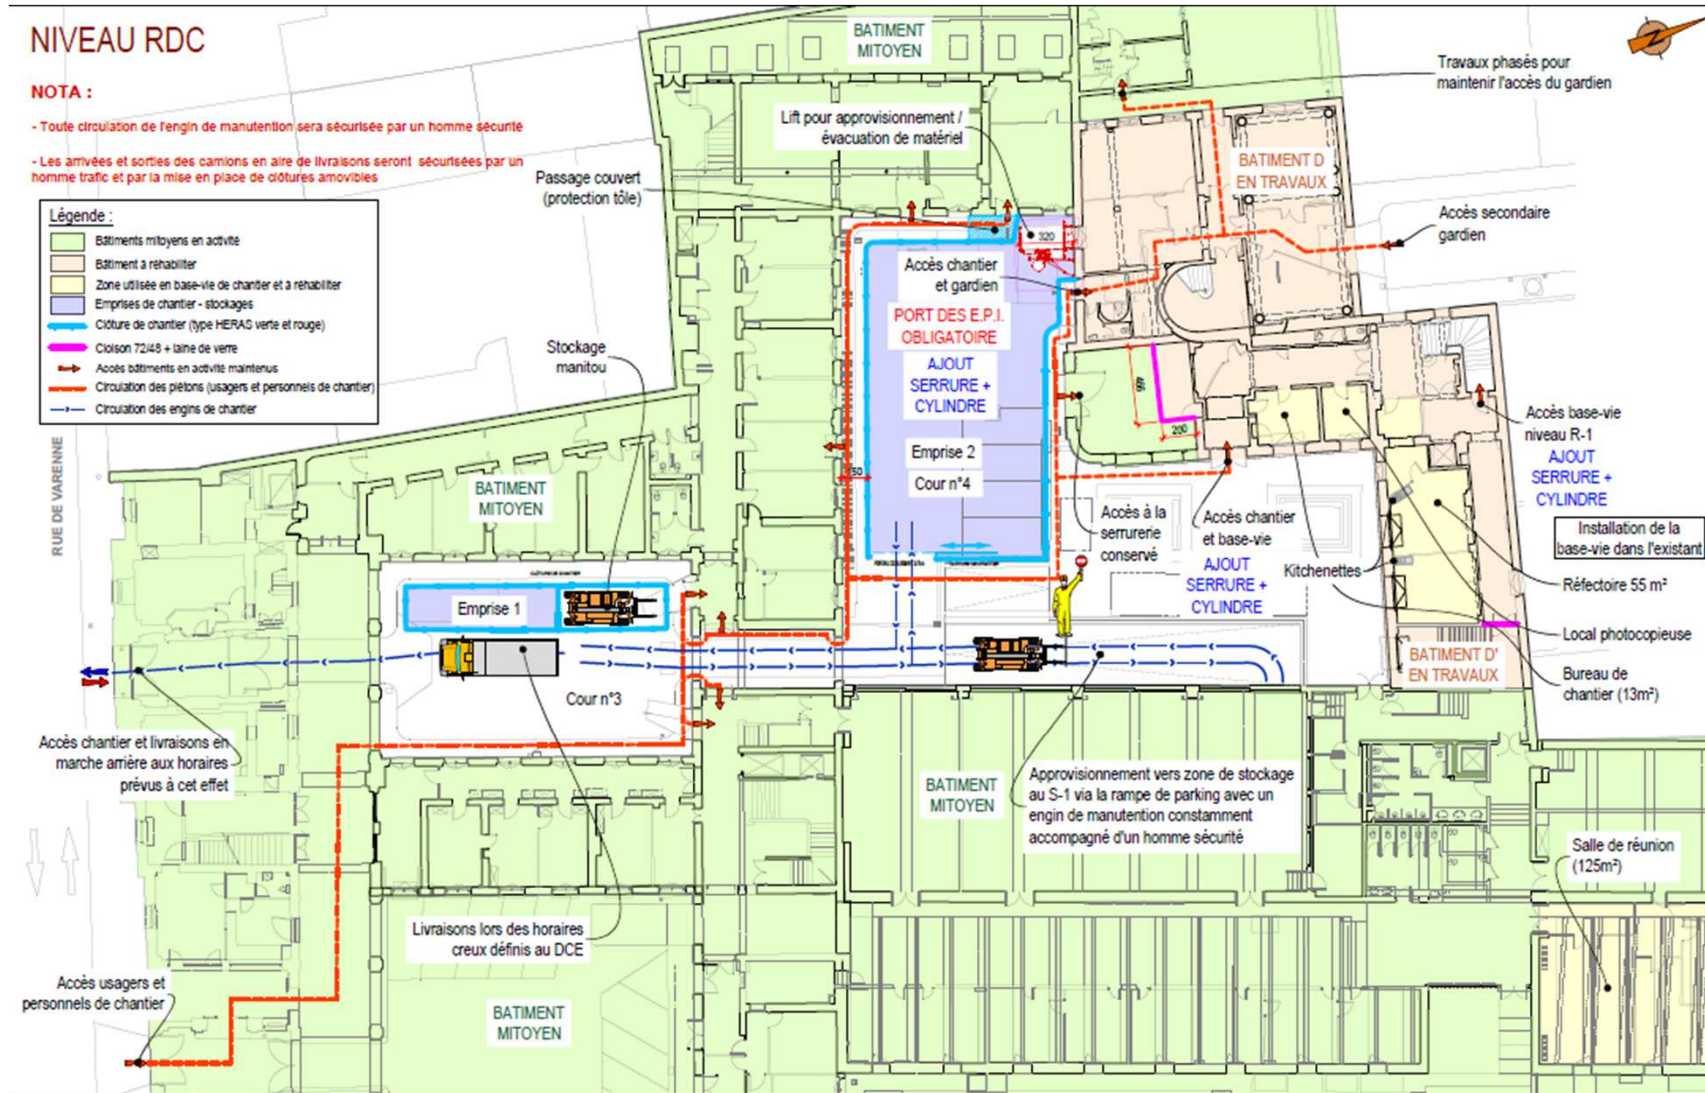 NIVEAU RDC
NOTA :
- Toute circulation de l'engin de manutention sera sécurisée par un homme sécurité
- Les arrivées et sorties des camions en aire de livraisons seront sécurisées par un
homme trafic et par la mise en place de clôtures amovibles
Légende :
Bâtiments mitoyens en activité
Bâtiment à réhabiliter
Zone utilisée en base-vie de chantier et à réhabiliter
Emprises de chantier - stockages
Clôture de chantier (type HERAS verte et rouge)
Cloison 72/48 + laine de verre
Accès bâtiments en activité maintenus
Circulation des piétons (usagers et personnels de chantier)
Circulation des engins de chantier
BATIMENT
MITOYEN
Travaux phasés pour
maintenir l'accès du gardien
Lift pour approvisionnement /
évacuation de matériel
Passage couvert
(protection tôle)
BATIMENT D
EN TRAVAUX
Accès secondaire
gardien
320
Accès chantier
et gardien
PORT DES E.P.I.
OBLIGATOIRE
AJOUT
SERRURE +
CYLINDRE
Stockage
manitou
465
200
Accès base-vie
niveau R-1
AJOUT
SERRURE +
CYLINDRE
Emprise 2
Cour n°4
150
RUE DE VARENNE
BATIMENT
MITOYEN
Accès à la
serrurerie
conservé
Accès chantier
et base-vie
AJOUT
SERRURE +
CYLINDRE
Installation de la
base-vie dans l'existant
Kitchenettes
Réfectoire 55 m²
Emprise 1
Local photocopieuse
BATIMENT D'
EN TRAVAUX
Bureau de
chantier (13m²)
Cour n°3
Accès chantier et livraisons en
marche arrière aux horaires
prévus à cet effet
BATIMENT
MITOYEN
Approvisionnement vers zone de stockage
au S-1 via la rampe de parking avec un
engin de manutention constamment
accompagné d'un homme sécurité
Salle de réunion
(125m²)
Livraisons lors des horaires
creux définis au DCE
Accès usagers et
personnels de chantier
BATIMENT
MITOYEN